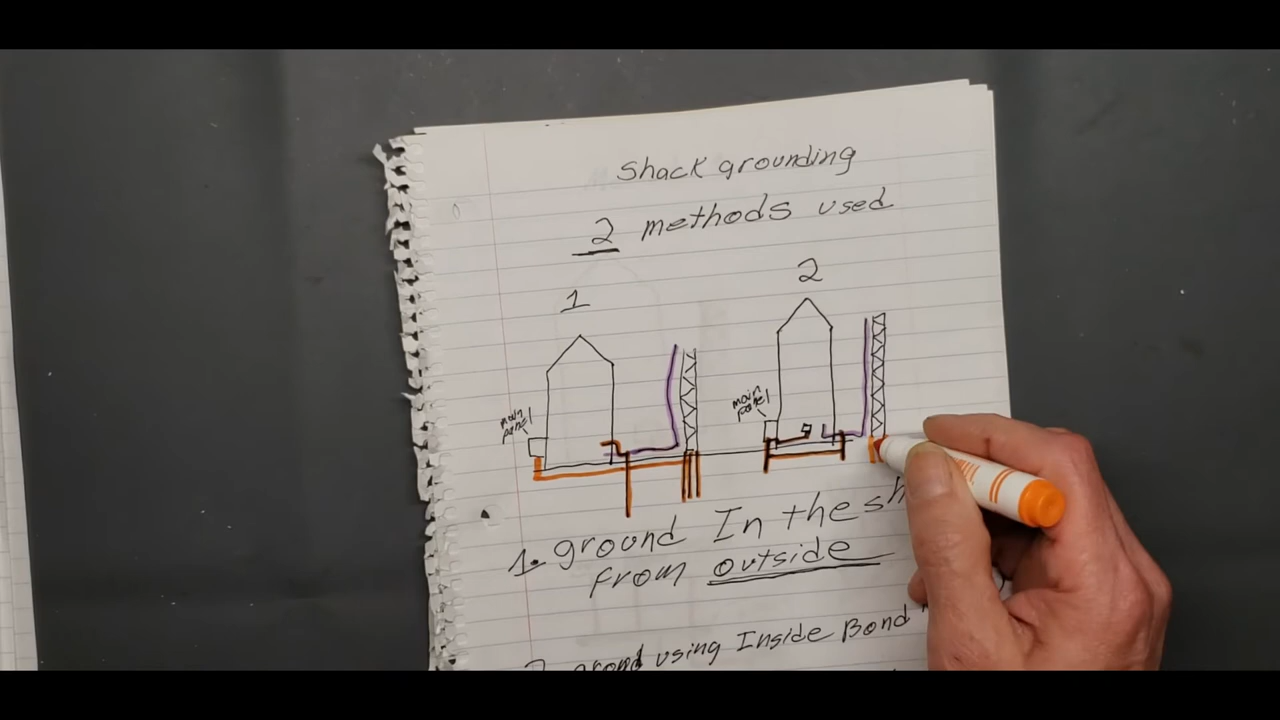 Shack grounding
2 methods used
1
2
main
panel
main
panel
1. ground In the sh
from outside
ground using Inside Bond